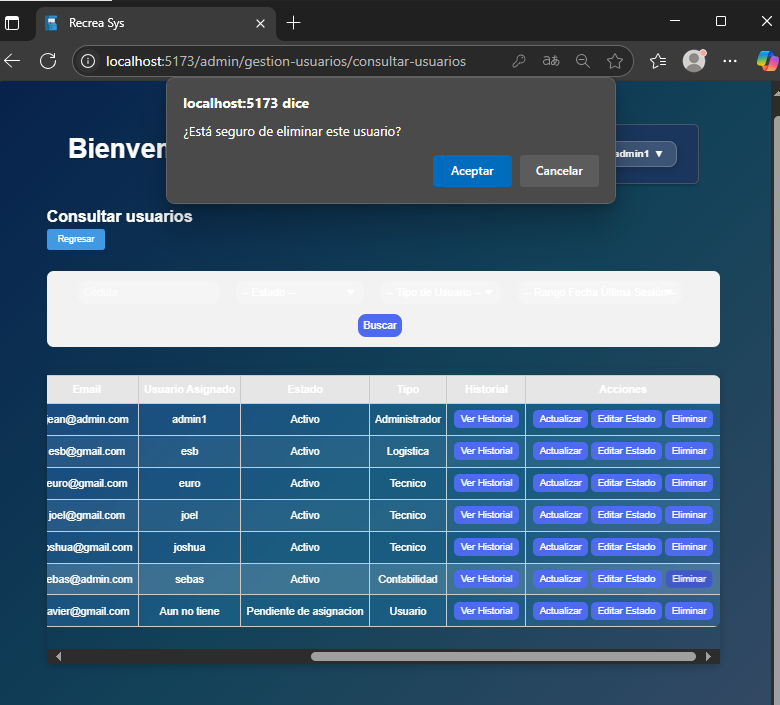 Recrea Sys
localhost:5173/admin/gestion-usuarios/consultar-usuarios
localhost:5173 dice
¿Está seguro de eliminar este usuario?
Aceptar Cancelar
Bienven
admin1 ▼
Consultar usuarios
Regresar
Cedula -- Estado -- -- Tipo de Usuario -- -- Rango Fecha Ultima Sesion
Buscar
Email Usuario Asignado Estado Tipo Historial Acciones
jean@admin.com admin1 Activo Administrador Ver Historial Actualizar Editar Estado Eliminar
esb@gmail.com esb Activo Logistica Ver Historial Actualizar Editar Estado Eliminar
euro@gmail.com euro Activo Tecnico Ver Historial Actualizar Editar Estado Eliminar
joel@gmail.com joel Activo Tecnico Ver Historial Actualizar Editar Estado Eliminar
oshua@gmail.com joshua Activo Tecnico Ver Historial Actualizar Editar Estado Eliminar
ebas@admin.com sebas Activo Contabilidad Ver Historial Actualizar Editar Estado Eliminar
avier@gmail.com Aun no tiene Pendiente de asignacion Usuario Ver Historial Actualizar Editar Estado Eliminar